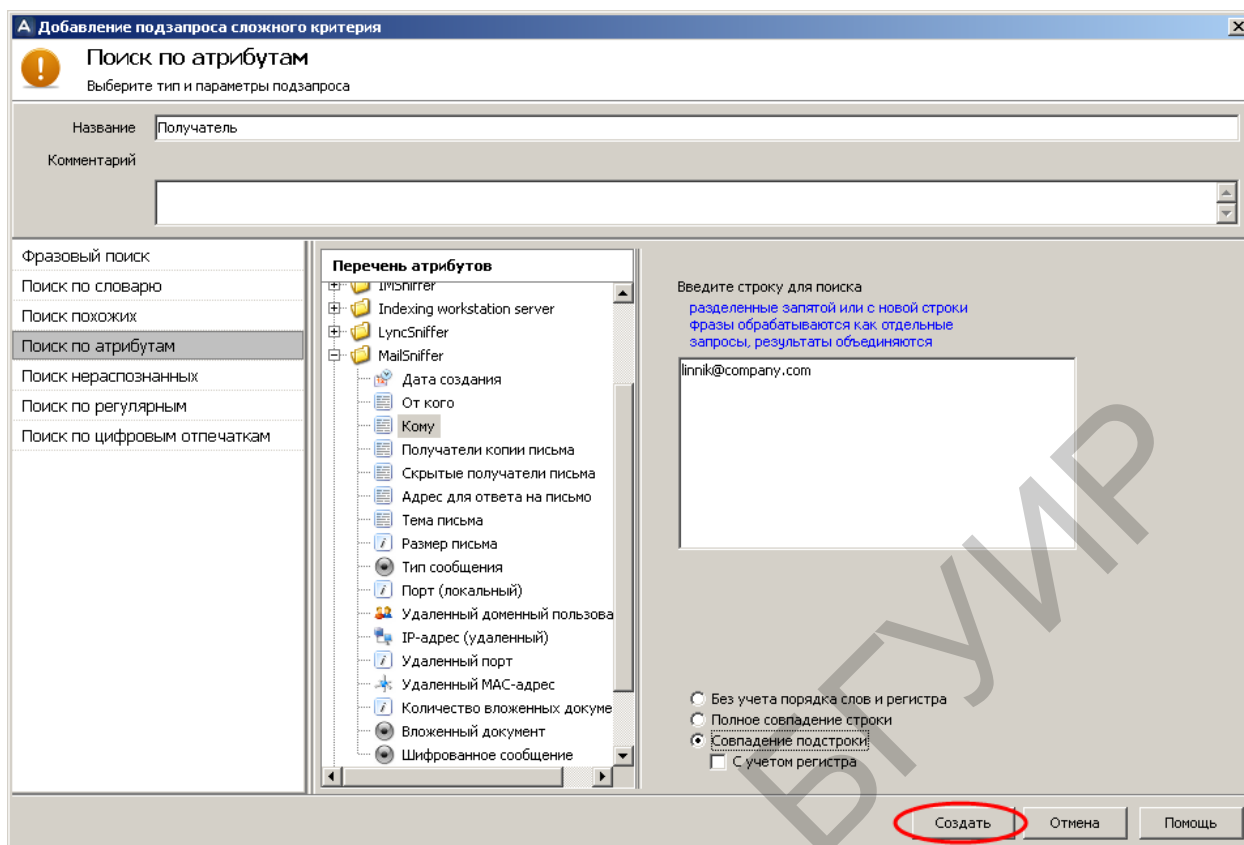 Добавление подзапроса сложного критерия
Поиск по атрибутам
Выберите тип и параметры подзапроса
Название
Получатель
Комментарий
Фразовый поиск
Поиск по словарю
Поиск похожих
Поиск по атрибутам
Поиск нераспознанных
Поиск по регулярным
Поиск по цифровым отпечаткам
Перечень атрибутов
IMSniffer
Indexing workstation server
LyncSniffer
MailSniffer
Дата создания
От кого
Кому
Получатели копии письма
Скрытые получатели письма
Адрес для ответа на письмо
Тема письма
Размер письма
Тип сообщения
Порт (локальный)
Удаленный доменный пользова
IP-адрес (удаленный)
Удаленный порт
Удаленный MAC-адрес
Количество вложенных докуме
Вложенный документ
Шифрованное сообщение
Введите строку для поиска
разделенные запятой или с новой строки
фразы обрабатываются как отдельные
запросы, результаты объединяются
linnik@company.com
Без учета порядка слов и регистра
Полное совпадение строки
Совпадение подстроки
С учетом регистра
Создать
Отмена
Помощь
БГУИР